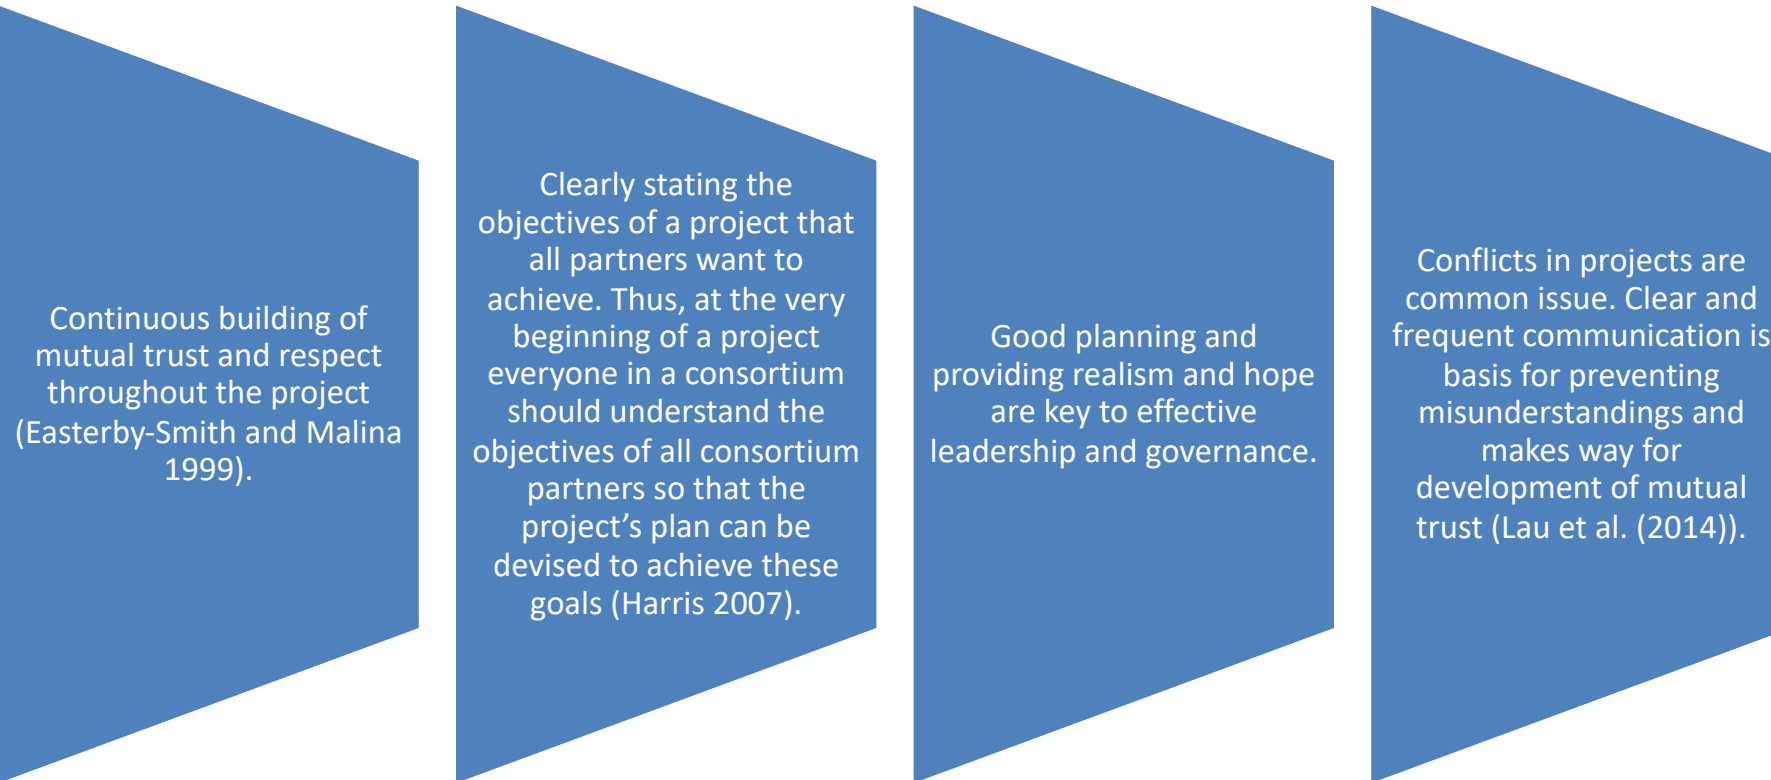 Continuous building of
mutual trust and respect
throughout the project
(Easterby-Smith and Malina
1999).
Clearly stating the
objectives of a project that
all partners want to
achieve. Thus, at the very
beginning of a project
everyone in a consortium
should understand the
objectives of all consortium
partners so that the
project’s plan can be
devised to achieve these
goals (Harris 2007).
Good planning and
providing realism and hope
are key to effective
leadership and governance.
Conflicts in projects are
common issue. Clear and
frequent communication is
basis for preventing
misunderstandings and
makes way for
development of mutual
trust (Lau et al. (2014)).